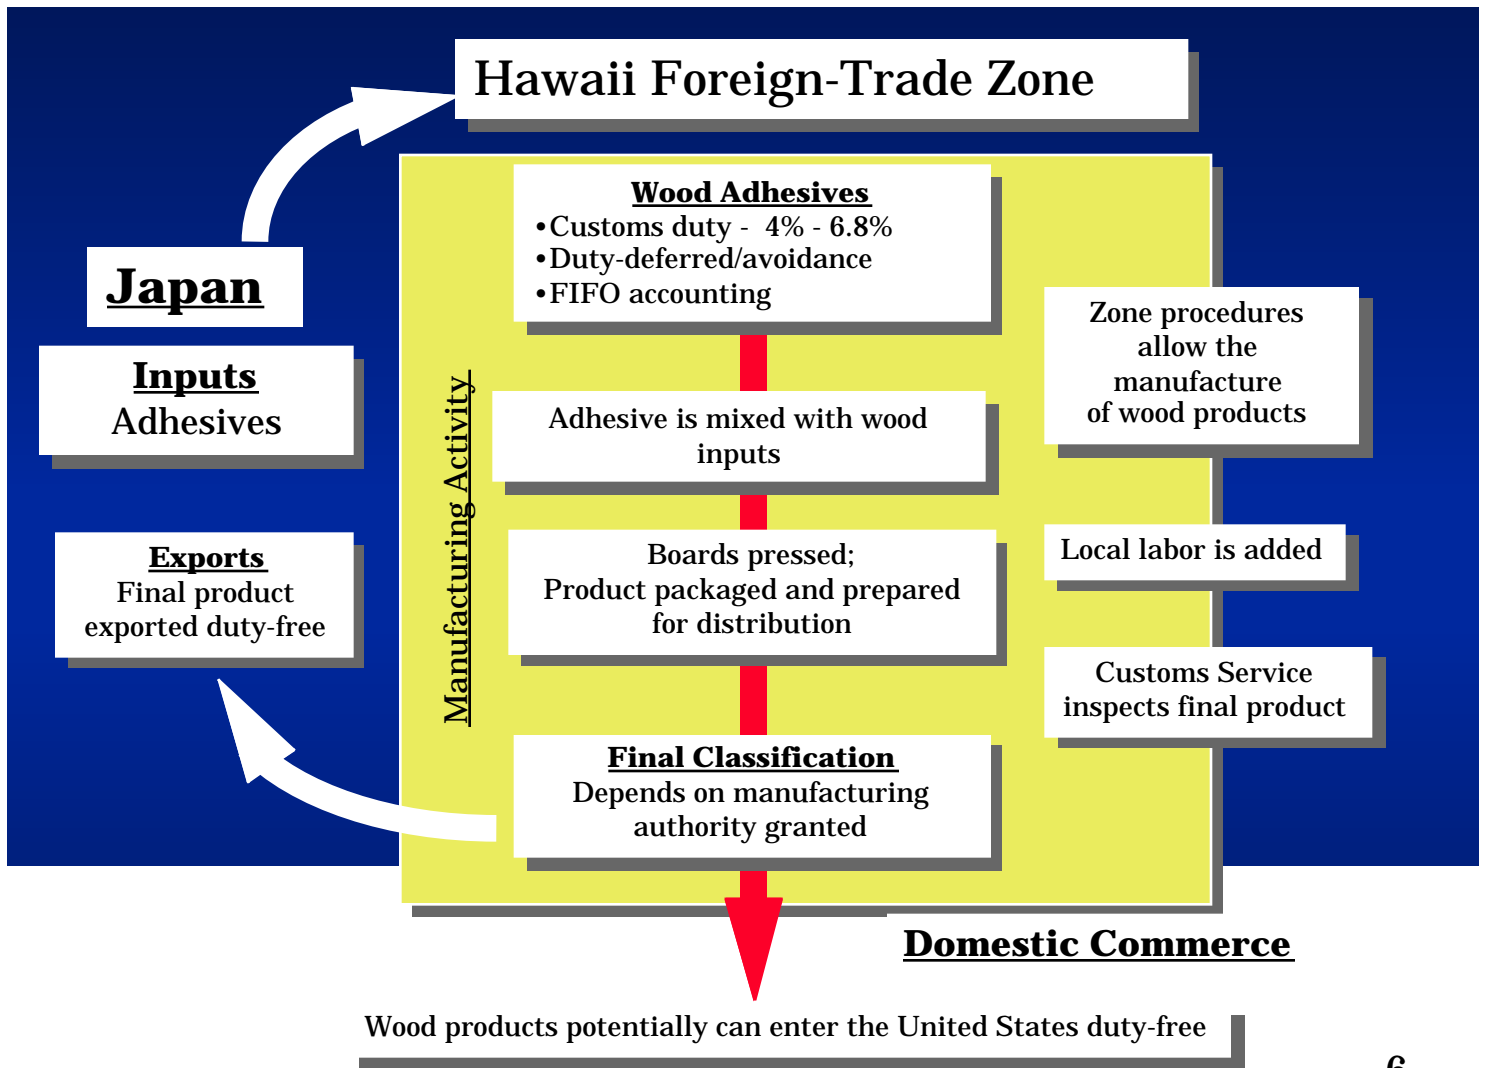 Hawaii Foreign-Trade Zone
Japan
Inputs
Adhesives
Exports
Final product
exported duty-free
Manufacturing Activity
Wood Adhesives
•Customs duty - 4% - 6.8%
•Duty-deferred/avoidance
•FIFO accounting
Adhesive is mixed with wood
inputs
Boards pressed;
Product packaged and prepared
for distribution
Final Classification
Depends on manufacturing
authority granted
Zone procedures
allow the
manufacture
of wood products
Local labor is added
Customs Service
inspects final product
Domestic Commerce
Wood products potentially can enter the United States duty-free
6